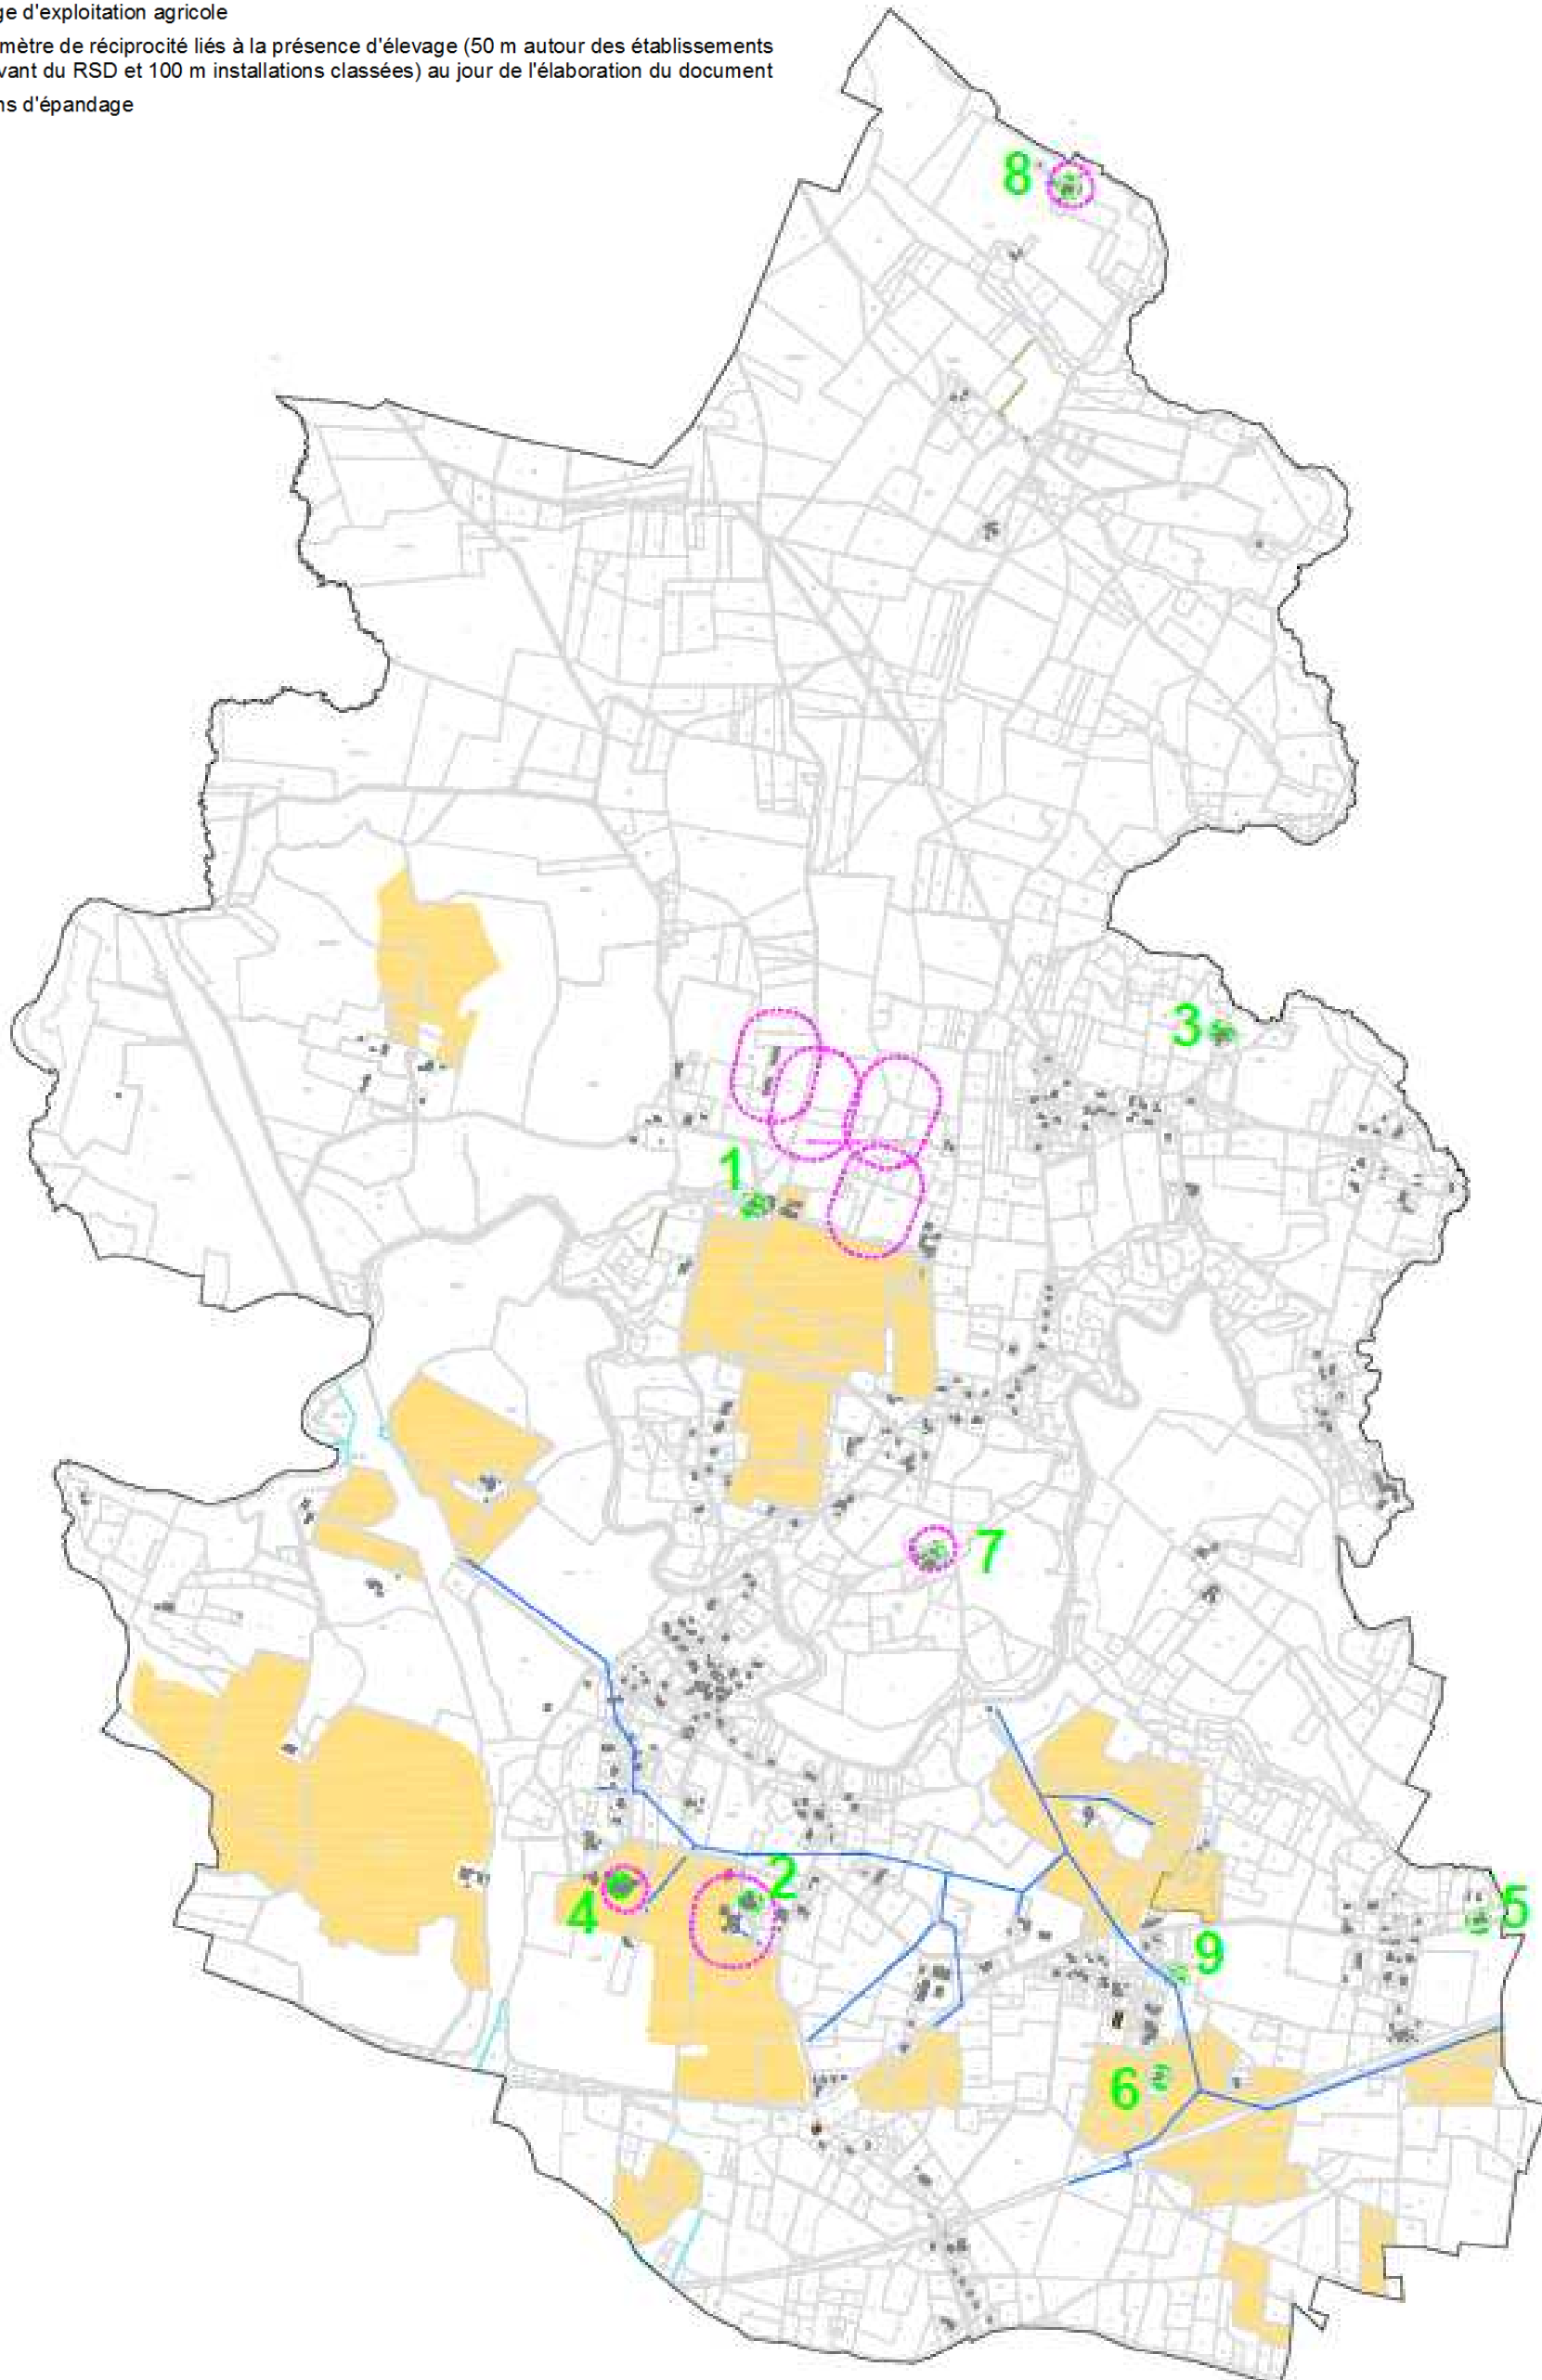 ge d'exploitation agricole
mètre de réciprocité liés à la présence d'élevage (50 m autour des établissements
vant du RSD et 100 m installations classées) au jour de l'élaboration du document
ns d'épandage
8
3
1
7
2
4
5
9
6